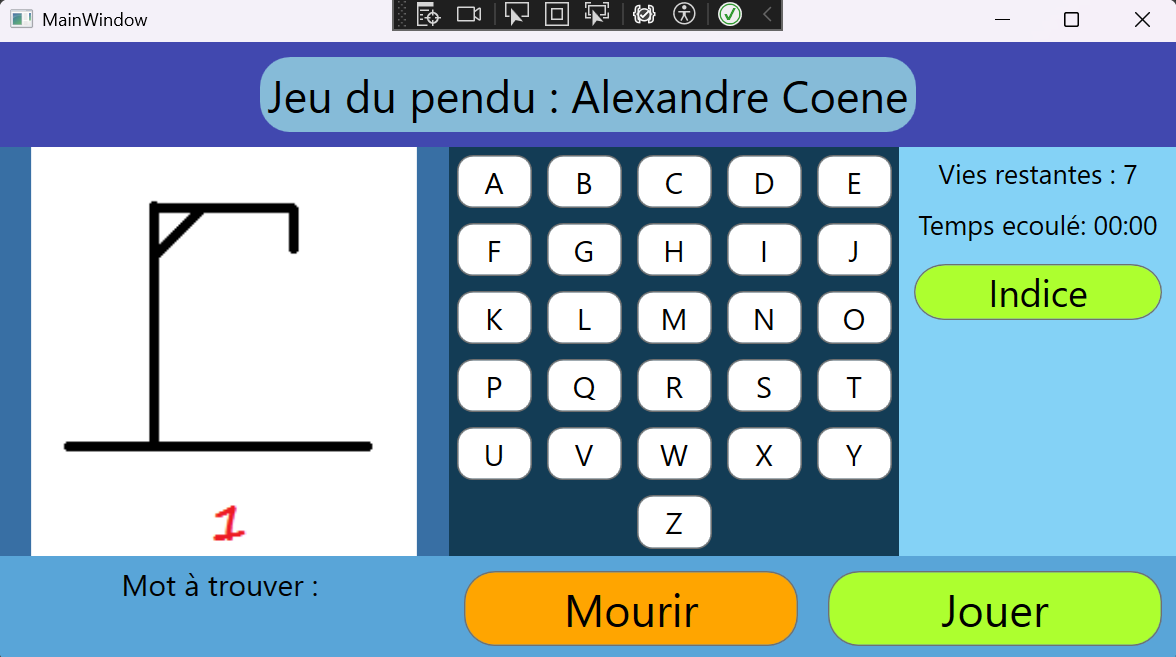 MainWindow
Jeu du pendu : Alexandre Coene
A B C D E
F G H I J
K L M N O
P Q R S T
U V W X Y
Z
1
Vies restantes : 7
Temps ecoulé: 00:00
Indice
Mot à trouver :
Mourir
Jouer